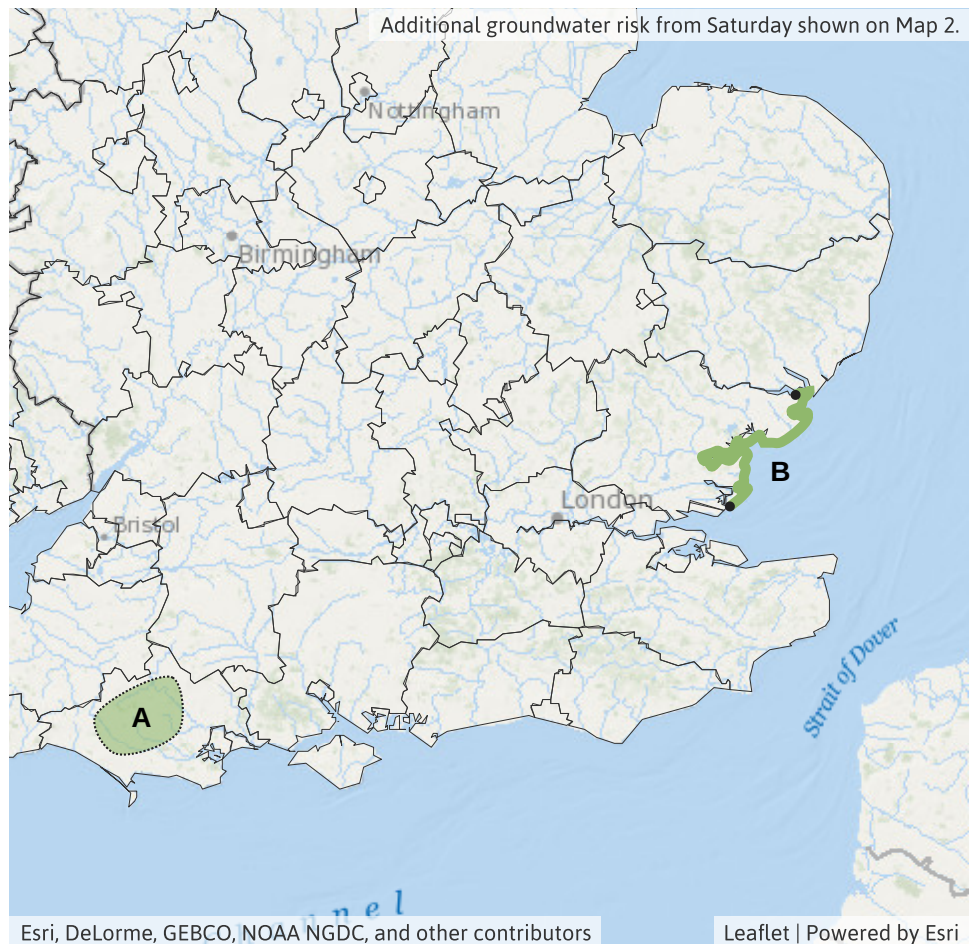 Additional groundwater risk from Saturday shown on Map 2.
Nottingham
Birmingham
B
London
Bristol
Strait of Dover
A
Esri, DeLorme, GEBCO, NOAA NGDC, and other contributors
Leaflet | Powered by Esri